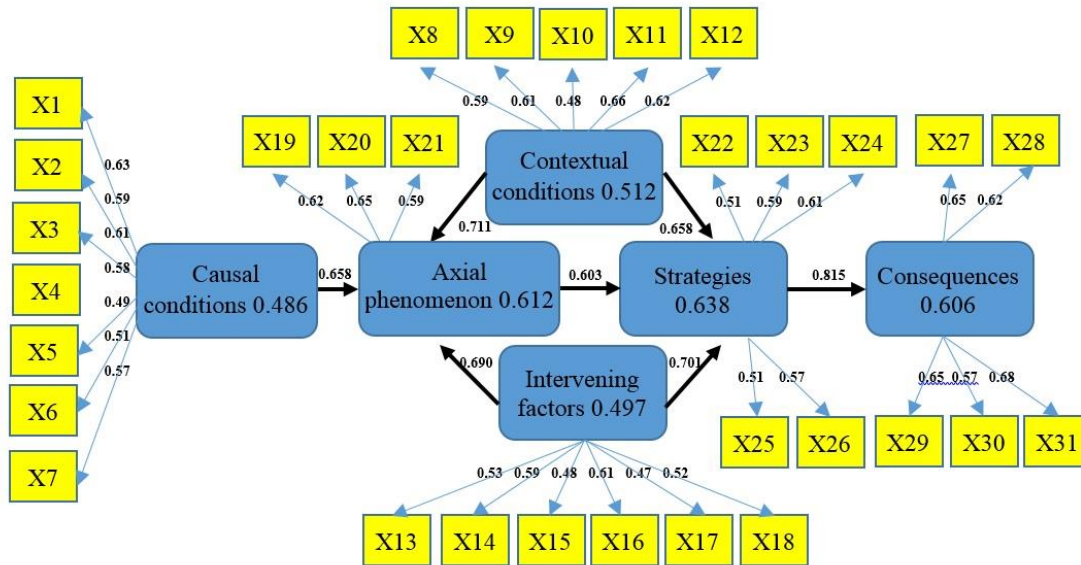 X8 X9 X10 X11 X12
0.59 0.61 0.48 0.66 0.62
X1
X2
X3
X4
X5
X6
X7
0.63
0.59
0.61
0.58
0.49
0.51
0.57
X19 X20 X21
0.62 0.65 0.59
Contextual
conditions 0.512
X22 X23 X24
0.51 0.59 0.61
X27 X28
0.65 0.62
0.711
0.658
Causal
conditions 0.486
0.658
Axial
phenomenon 0.612
0.603
Strategies
0.638
0.815
Consequences
0.606
0.690
0.701
Intervening
factors 0.497
0.51 0.57
X25 X26
0.65 0.57 0.68
X29 X30 X31
0.53 0.59 0.48 0.61 0.47 0.52
X13 X14 X15 X16 X17 X18